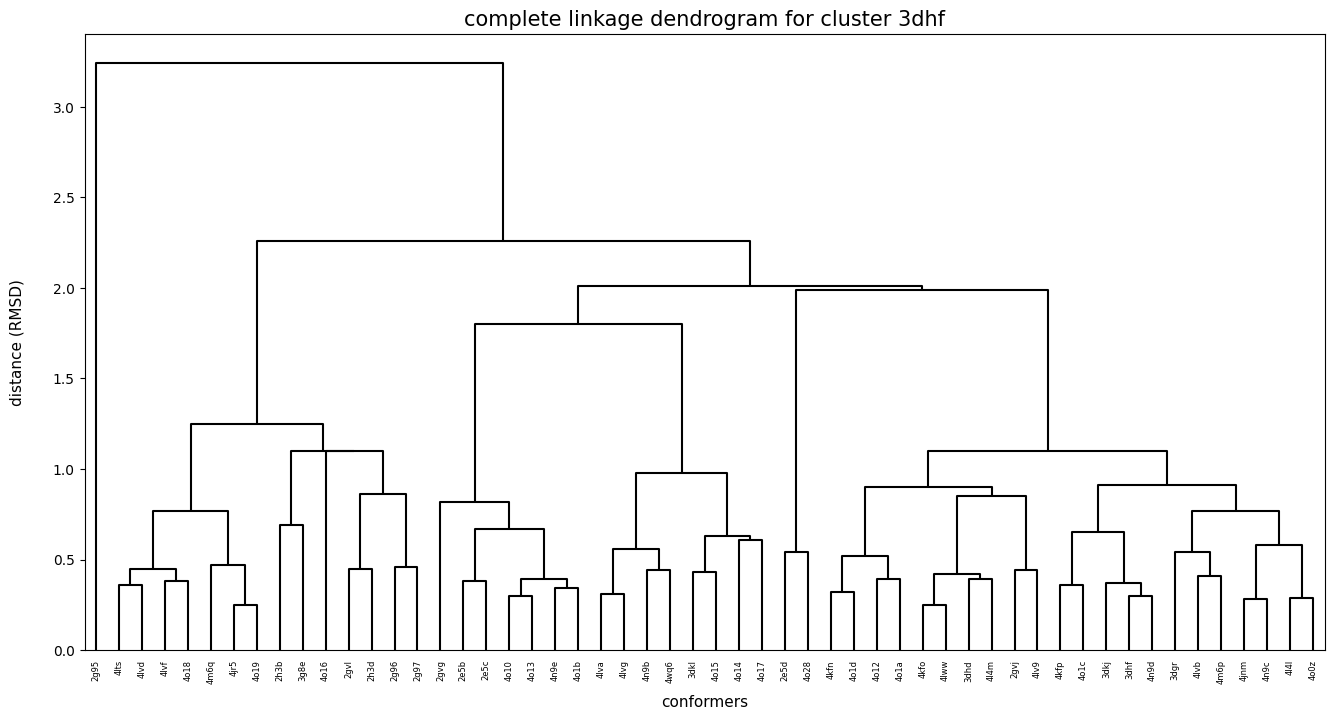 complete linkage dendrogram for cluster 3dhf
3.0
2.5
2.0
1.5
1.0
0.5
0.0
distance (RMSD)
2g95 4lts 4lvd 4lvf 4o18 4m6q 4jr5 4o19 2h3b 3g8e 4o16 2gvl 2h3d 2g96 2g97 2gvg 2e5b 2e5c 4o10 4o13 4n9e 4o1b 4lva 4lvg 4n9b 4wq6 3dkl 4o15 4o14 4o17 2e5d 4o28 4kfn 4o1d 4o12 4o1a 4kfo 4lww 3dhd 4l4m 2gvj 4lv9 4kfp 4o1c 3dkj 3dhf 4n9d 3dgr 4lvb 4m6p 4jnm 4n9c 4l4l 4o0z
conformers